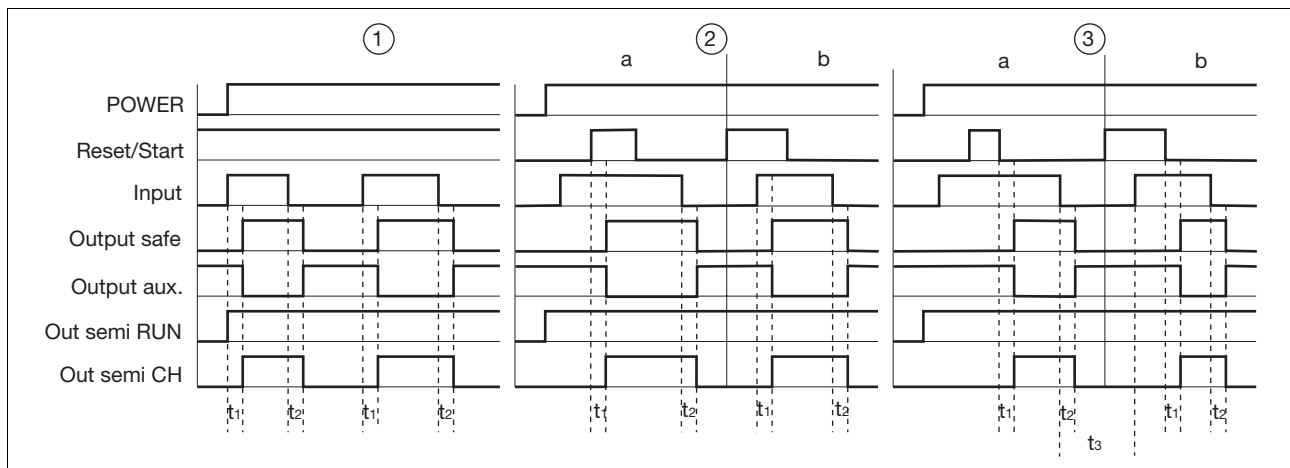 ① ② ③
a b a b
POWER
Reset/Start
Input
Output safe
Output aux.
Out semi RUN
Out semi CH
t1 t2 t1 t2 t1 t2 t1 t2 t1 t2 t1 t2
t3